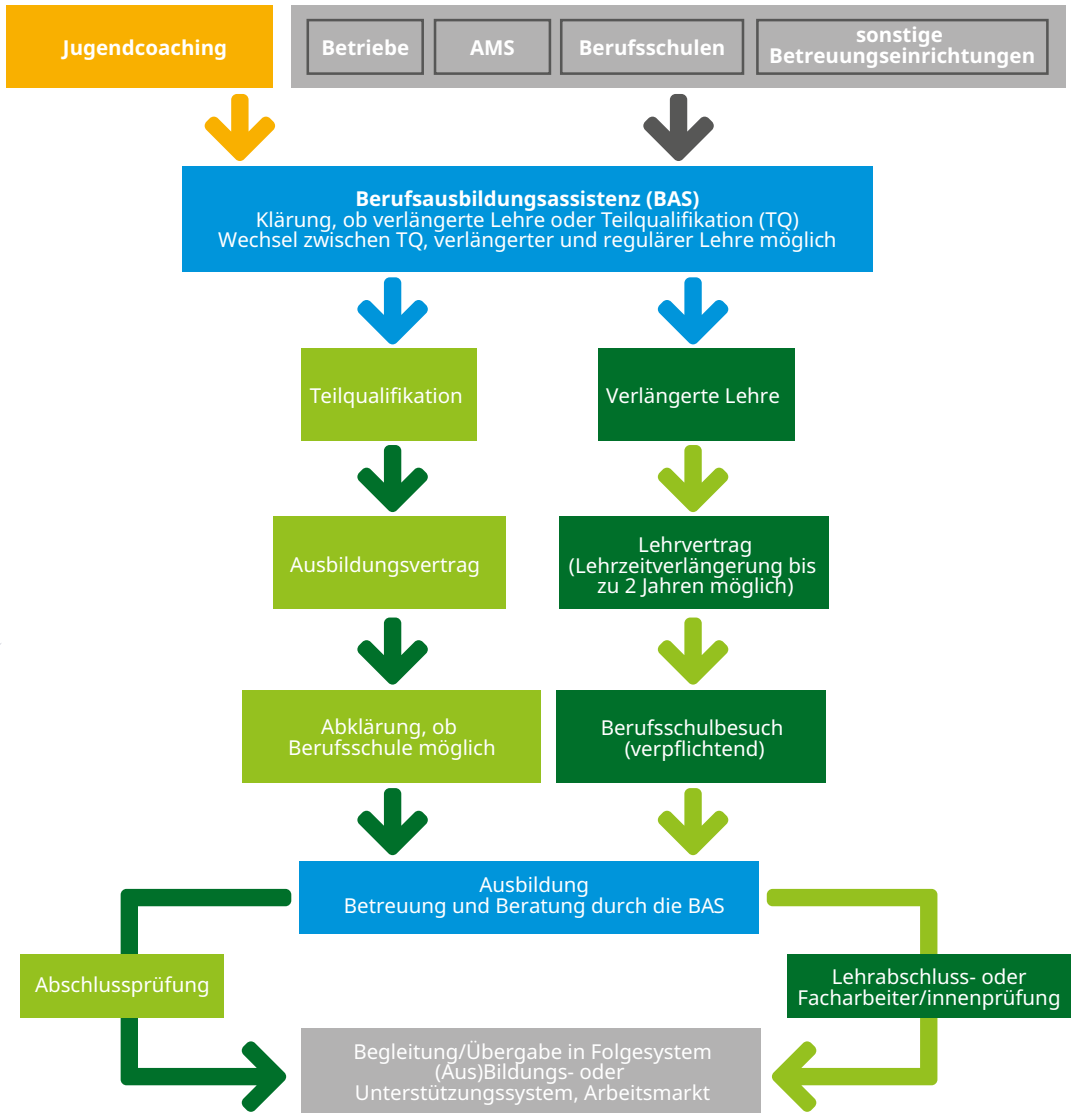 Jugendcoaching
Betriebe
AMS
Berufsschulen
sonstige
Betreuungseinrichtungen
Berufsausbildungsassistenz (BAS)
Klärung, ob verlängerte Lehre oder Teilqualifikation (TQ)
Wechsel zwischen TQ, verlängerter und regulärer Lehre möglich
Teilqualifikation
Verlängerte Lehre
Ausbildungsvertrag
Lehrvertrag
(Lehrzeitverlängerung bis
zu 2 Jahren möglich)
Abklärung, ob
Berufsschule möglich
Berufsschulbesuch
(verpflichtend)
Ausbildung
Betreuung und Beratung durch die BAS
Abschlussprüfung
Lehrabschluss- oder
Facharbeiter/innenprüfung
Begleitung/Übergabe in Folgesystem
(Aus)Bildungs- oder
Unterstützungssystem, Arbeitsmarkt